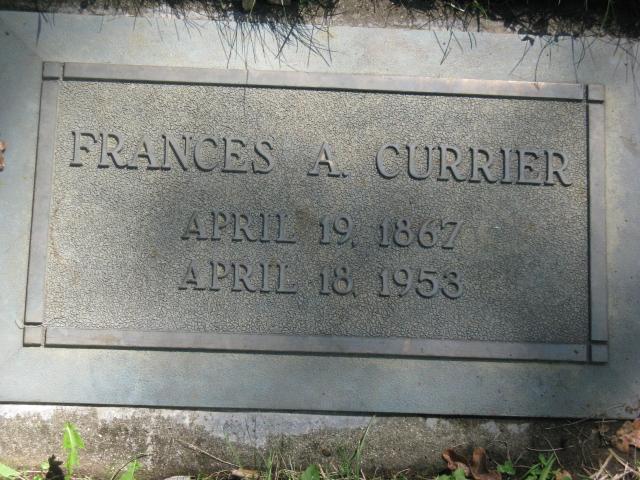 FRANCES A. CURRIER
APRIL 19, 1867
APRIL 18, 1953